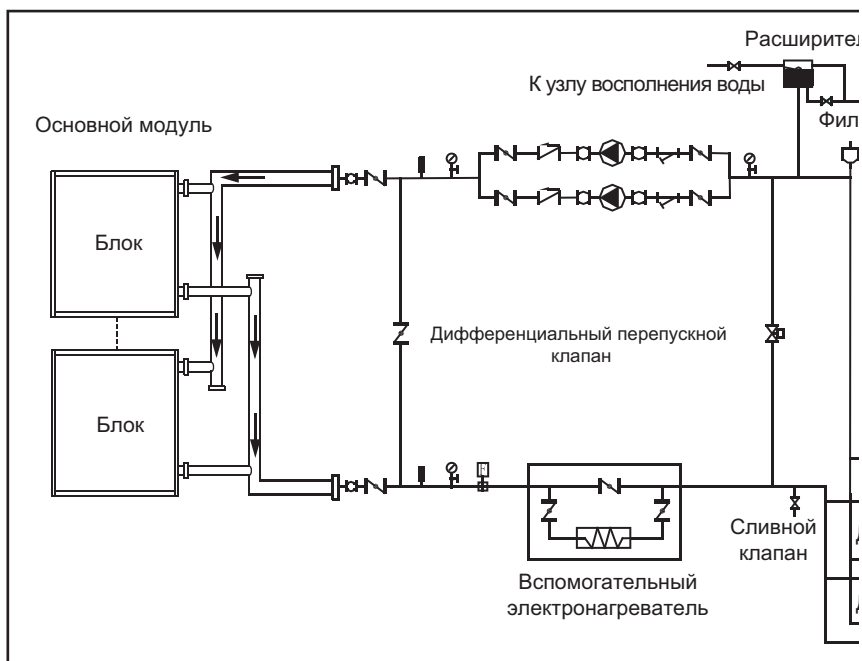 Расширител
К узлу восполнения воды
Фил
Основной модуль
Блок
Дифференциальный перепускной
клапан
Блок
Сливной
клапан
Вспомогательный
электронагреватель